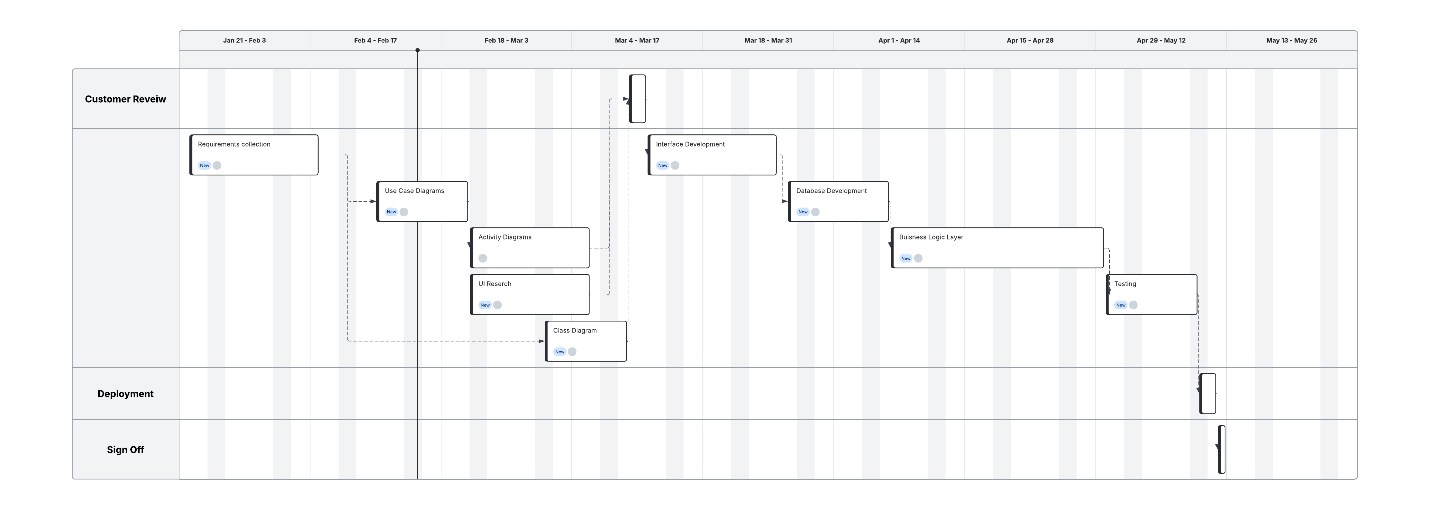 Jan 21 - Feb 3
Feb 4 - Feb 17
Feb 18 - Mar 3
Mar 4 - Mar 17
Mar 18 - Mar 31
Apr 1 - Apr 14
Apr 15 - Apr 28
Apr 29 - May 12
May 13 - May 26
Customer Reveiw
Requirements collection
New
Interface Development
New
Use Case Diagrams
New
Database Development
New
Activity Diagrams
Buisness Logic Layer
New
UI Reserch
New
Testing
New
Class Diagram
New
Deployment
Sign Off